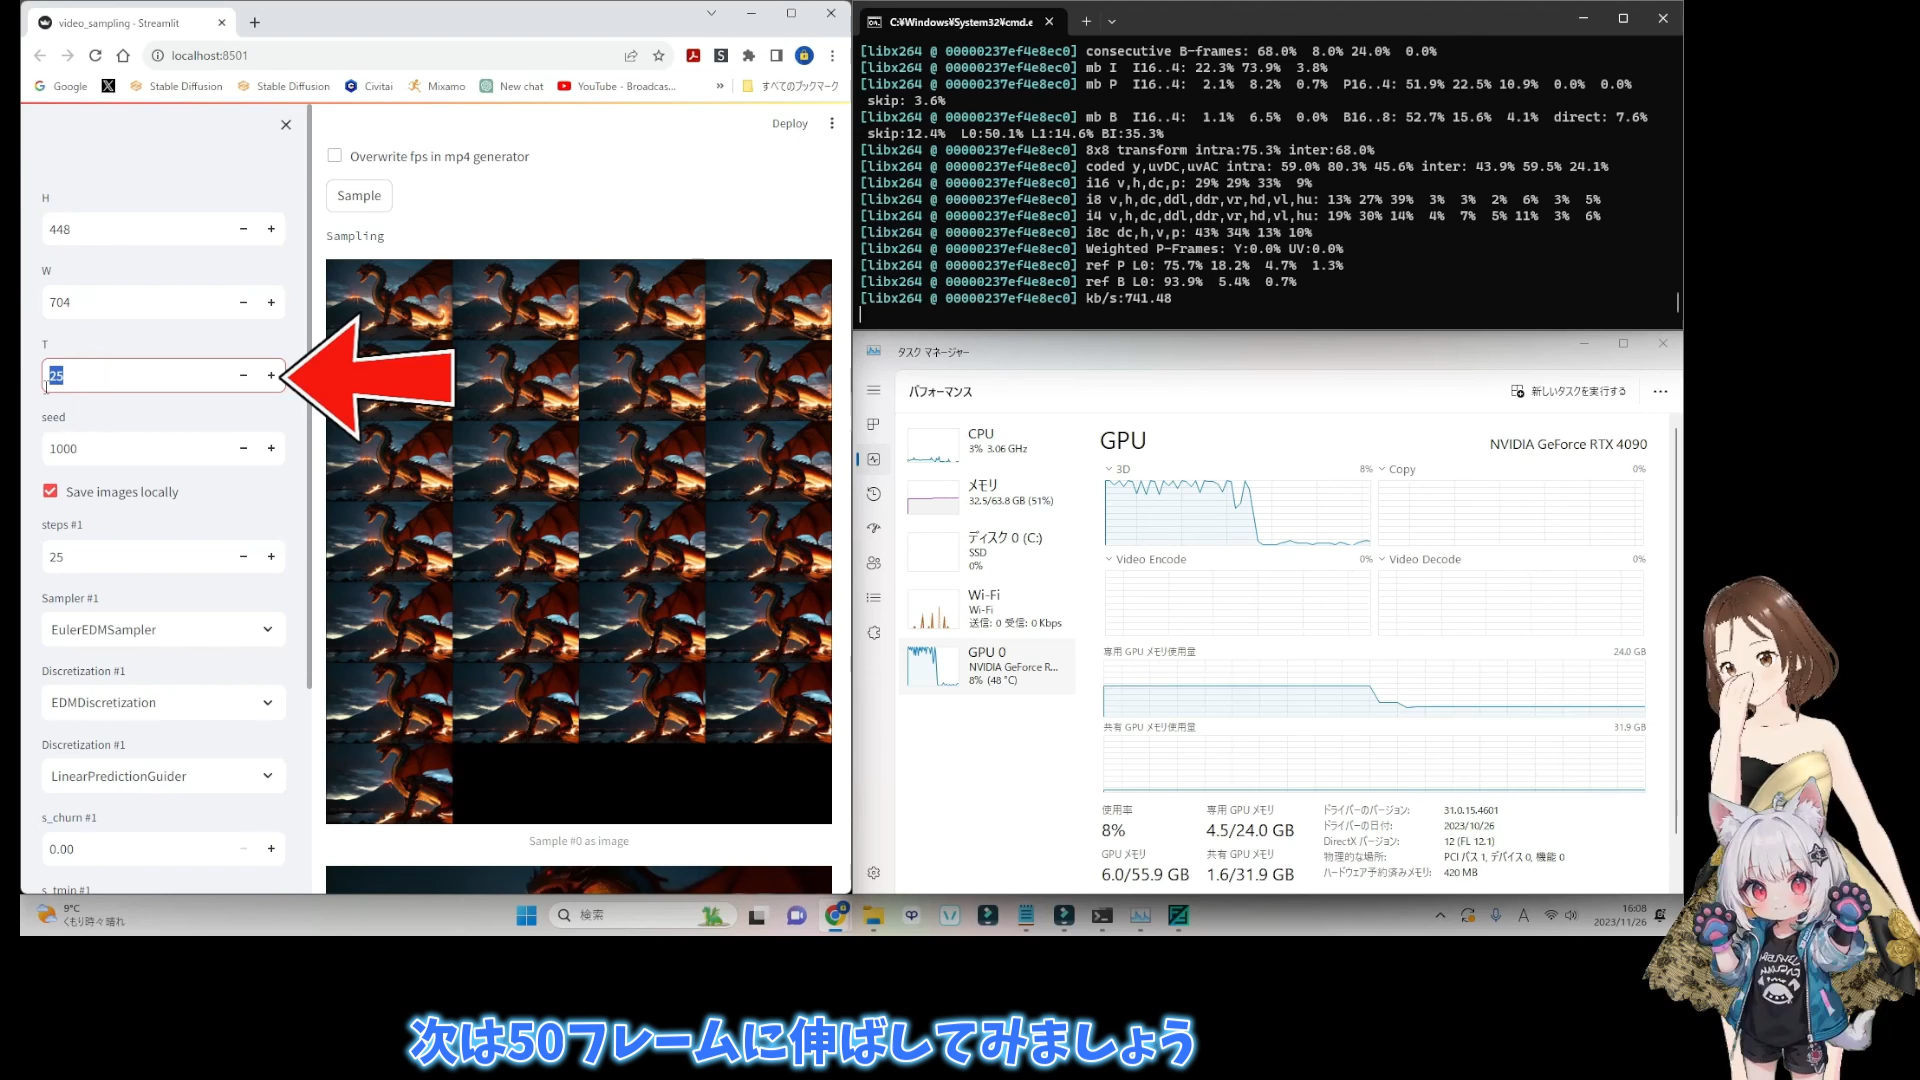 video_sampling · Streamlit
localhost:8501
Google
Stable Diffusion
Stable Diffusion
Civitai
Mixamo
New chat
YouTube - Broadcas...
»
すべてのブックマーク
H
448
W
704
T
25
seed
1000
Save images locally
steps #1
25
Sampler #1
EulerEDMSampler
Discretization #1
EDMDiscretization
Discretization #1
LinearPredictionGuider
s_churn #1
0.00
s_tmin #1
Deploy
Overwrite fps in mp4 generator
Sample
Sampling
Sample #0 as image
C:¥Windows¥System32¥cmd.e
[libx264 @ 00000237ef4e8ec0] consecutive B-frames: 68.0% 8.0% 24.0% 0.0%
[libx264 @ 00000237ef4e8ec0] mb I I16..4: 22.3% 73.9% 3.8%
[libx264 @ 00000237ef4e8ec0] mb P I16..4: 2.1% 8.2% 0.7% P16..4: 51.9% 22.5% 10.9% 0.0% 0.0%
skip: 3.6%
[libx264 @ 00000237ef4e8ec0] mb B I16..4: 1.1% 6.5% 0.0% B16..8: 52.7% 15.6% 4.1% direct: 7.6%
skip:12.4% L0:50.1% L1:14.6% BI:35.3%
[libx264 @ 00000237ef4e8ec0] 8x8 transform intra:75.3% inter:68.0%
[libx264 @ 00000237ef4e8ec0] coded y,uvDC,uvAC intra: 59.0% 80.3% 45.6% inter: 43.9% 59.5% 24.1%
[libx264 @ 00000237ef4e8ec0] i16 v,h,dc,p: 29% 29% 33% 9%
[libx264 @ 00000237ef4e8ec0] i8 v,h,dc,ddl,ddr,vr,hd,vl,hu: 13% 27% 39% 3% 3% 2% 6% 3% 5%
[libx264 @ 00000237ef4e8ec0] i4 v,h,dc,ddl,ddr,vr,hd,vl,hu: 19% 30% 14% 4% 7% 5% 11% 3% 6%
[libx264 @ 00000237ef4e8ec0] i8c dc,h,v,p: 43% 34% 13% 10%
[libx264 @ 00000237ef4e8ec0] Weighted P-Frames: Y:0.0% UV:0.0%
[libx264 @ 00000237ef4e8ec0] ref P L0: 75.7% 18.2% 4.7% 1.3%
[libx264 @ 00000237ef4e8ec0] ref B L0: 93.9% 5.4% 0.7%
[libx264 @ 00000237ef4e8ec0] kb/s:741.48
タスク マネージャー
パフォーマンス
新しいタスクを実行する
CPU
3% 3.06 GHz
メモリ
32.5/63.8 GB (51%)
ディスク 0 (C:)
SSD
0%
Wi-Fi
Wi-Fi
送信: 0 受信: 0 Kbps
GPU 0
NVIDIA GeForce R...
8% (48 °C)
GPU
NVIDIA GeForce RTX 4090
3D 8%
Copy 0%
Video Encode 0%
Video Decode 0%
専用 GPU メモリ使用量 24.0 GB
共有 GPU メモリ使用量 31.9 GB
使用率
8%
専用 GPU メモリ
4.5/24.0 GB
GPU メモリ
6.0/55.9 GB
共有 GPU メモリ
1.6/31.9 GB
ドライバーのバージョン: 31.0.15.4601
ドライバーの日付: 2023/10/26
DirectX バージョン: 12 (FL 12.1)
物理的な場所: PCI バス 1, デバイス 0, 機能 0
ハードウェア予約済みメモリ: 420 MB
9°C
くもり時々晴れ
検索
A
16:08
2023/11/26
次は50フレームに伸ばしてみましょう